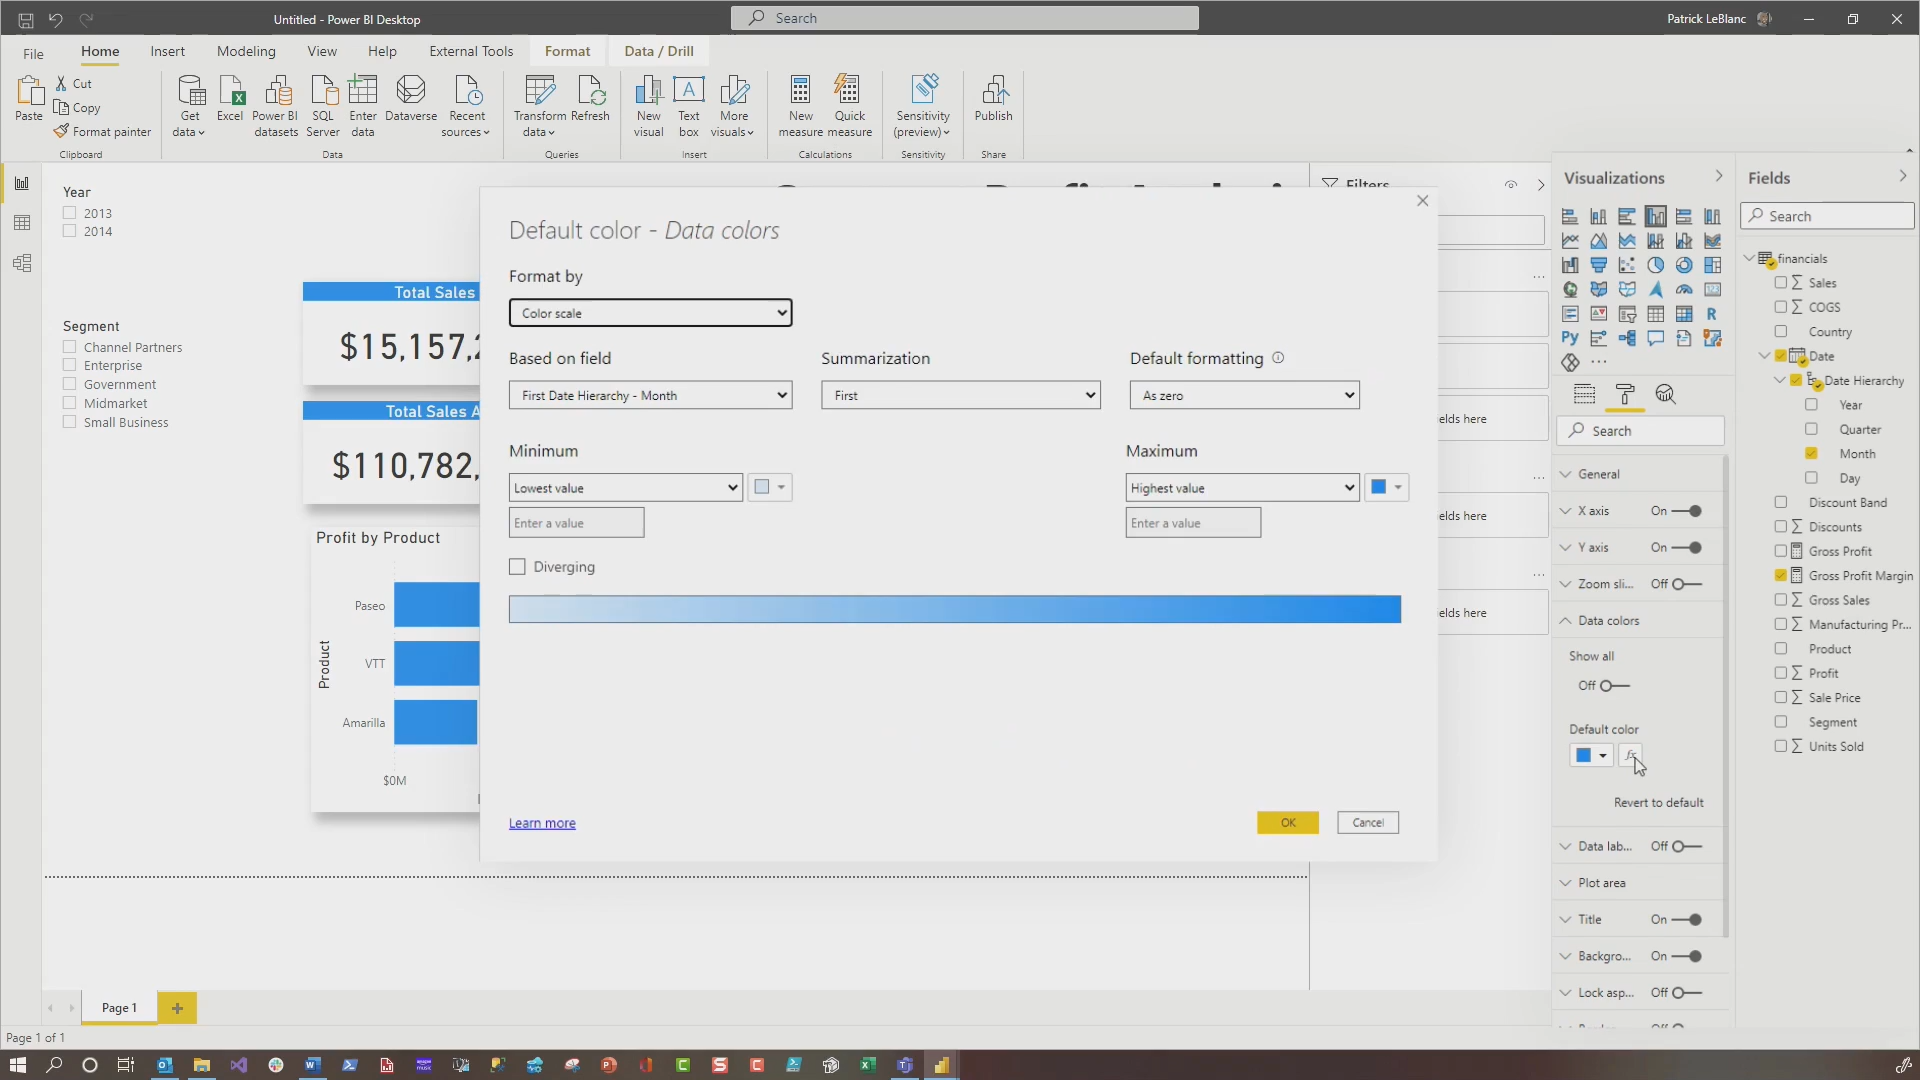 Untitled - Power BI Desktop
Search
Patrick LeBlanc
File
Home
Insert
Modeling
View
Help
External Tools
Format
Data / Drill
Paste
Cut
Copy
Format painter
Clipboard
Get data
Excel
Power BI datasets
SQL Server
Enter data
Dataverse
Recent sources
Data
Transform data
Refresh
Queries
New visual
Text box
More visuals
Insert
New measure
Quick measure
Calculations
Sensitivity (preview)
Sensitivity
Publish
Share
Year
2013
2014
Segment
Channel Partners
Enterprise
Government
Midmarket
Small Business
Total Sales
$15,157,2
Total Sales A
$110,782,
Profit by Product
Product
Paseo
VTT
Amarilla
$0M
Default color - Data colors
Format by
Color scale
Based on field
First Date Hierarchy - Month
Summarization
First
Default formatting
As zero
Minimum
Lowest value
Enter a value
Maximum
Highest value
Enter a value
Diverging
Learn more
OK
Cancel
Filters
...
elds here
...
elds here
...
elds here
Visualizations
R
Py
...
Search
General
X axis On
Y axis On
Zoom sli... Off
Data colors
Show all
Off
Default color
fx
Revert to default
Data lab... Off
Plot area
Title On
Backgro... On
Lock asp... Off
Fields
Search
financials
Sales
COGS
Country
Date
Date Hierarchy
Year
Quarter
Month
Day
Discount Band
Discounts
Gross Profit
Gross Profit Margin
Gross Sales
Manufacturing Pr...
Product
Profit
Sale Price
Segment
Units Sold
Page 1
Page 1 of 1